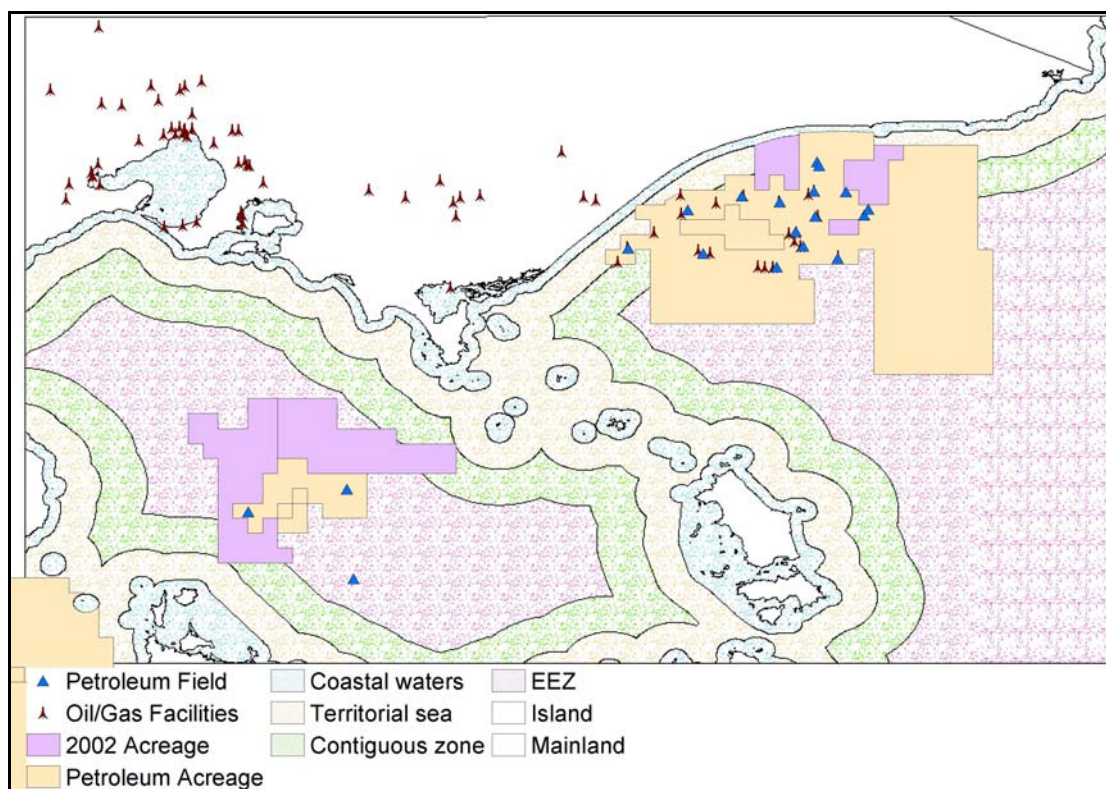 Petroleum Field
Oil/Gas Facilities
2002 Acreage
Petroleum Acreage
Coastal waters
Territorial sea
Contiguous zone
EEZ
Island
Mainland